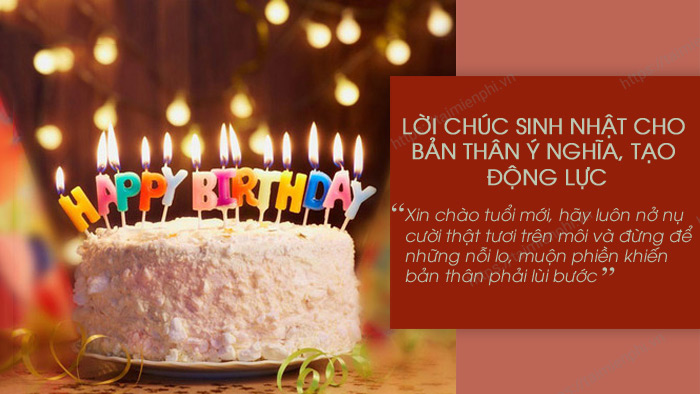 HAPPY BIRTHDAY
LỜI CHÚC SINH NHẬT CHO
BẢN THÂN Ý NGHĨA, TẠO
ĐỘNG LỰC
“Xin chào tuổi mới, hãy luôn nở nụ
cười thật tươi trên môi và đừng để
những nỗi lo, muộn phiền khiến
bản thân phải lùi bước”